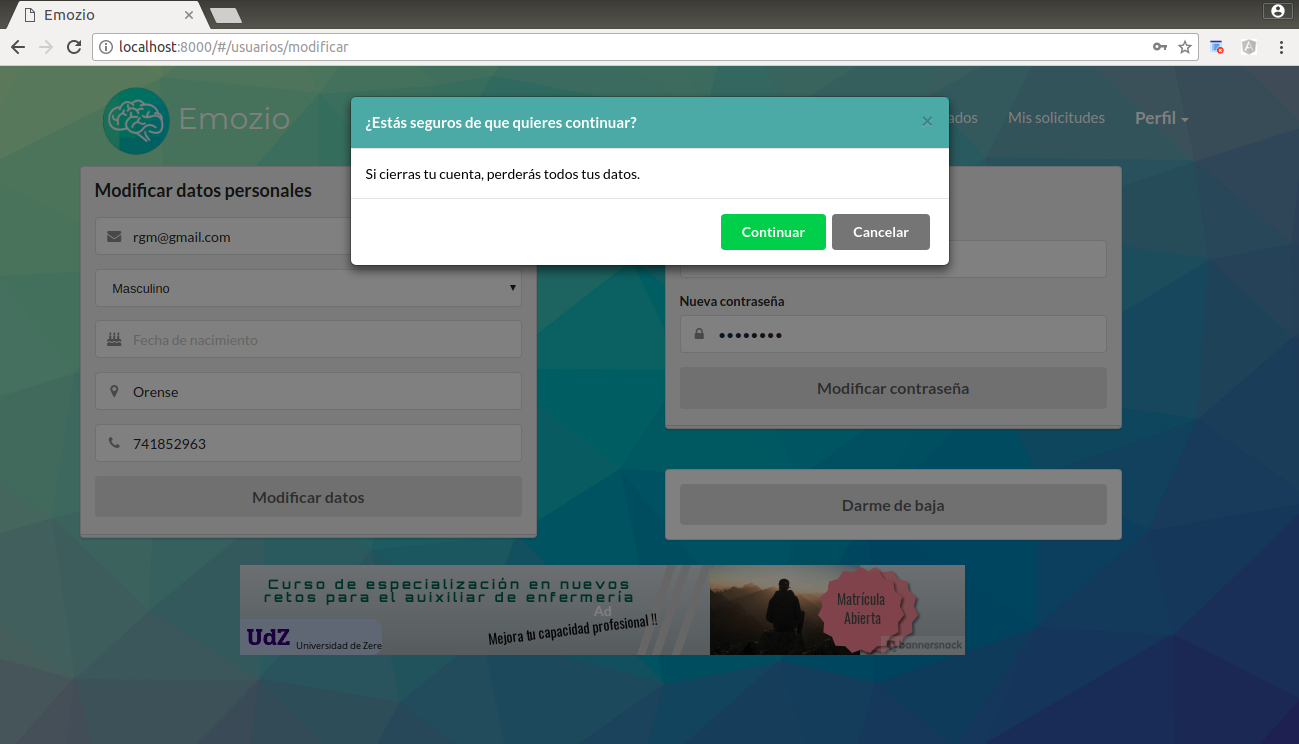 Emozio
localhost:8000/#/usuarios/modificar
Emozio
Mis solicitudes
Perfil
¿Estás seguros de que quieres continuar?
Si cierras tu cuenta, perderás todos tus datos.
Continuar
Cancelar
Modificar datos personales
rgm@gmail.com
Masculino
Fecha de nacimiento
Orense
741852963
Modificar datos
Nueva contraseña
Modificar contraseña
Darme de baja
Curso de especialización en nuevos
retos para el auixiliar de enfermería
Ad
Mejora tu capacidad profesional !!
UdZ Universidad de Zere
Matrícula
Abierta
bannersnack